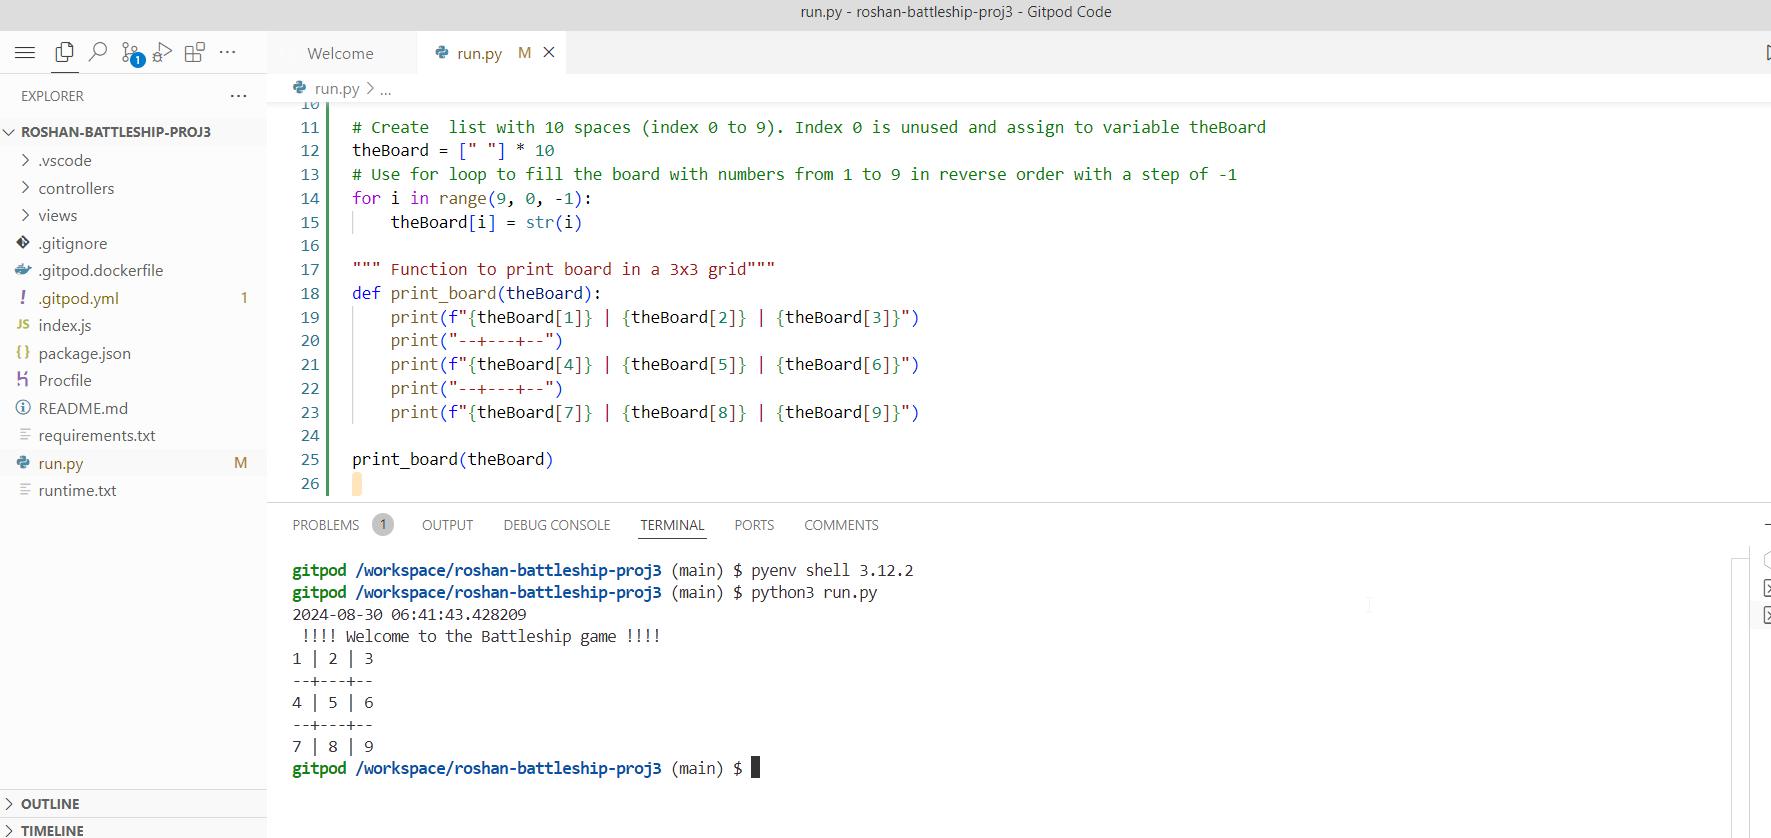 run.py - roshan-battleship-proj3 - Gitpod Code
1
Welcome
run.py M
EXPLORER
run.py > ...
ROSHAN-BATTLESHIP-PROJ3
.vscode
controllers
views
.gitignore
.gitpod.dockerfile
! .gitpod.yml 1
JS index.js
{} package.json
Procfile
README.md
requirements.txt
run.py M
runtime.txt
OUTLINE
TIMELINE
10
11 # Create  list with 10 spaces (index 0 to 9). Index 0 is unused and assign to variable theBoard
12 theBoard = [" "] * 10
13 # Use for loop to fill the board with numbers from 1 to 9 in reverse order with a step of -1
14 for i in range(9, 0, -1):
15     theBoard[i] = str(i)
16
17 """ Function to print board in a 3x3 grid"""
18 def print_board(theBoard):
19     print(f"{theBoard[1]} | {theBoard[2]} | {theBoard[3]}")
20     print("--+---+--")
21     print(f"{theBoard[4]} | {theBoard[5]} | {theBoard[6]}")
22     print("--+---+--")
23     print(f"{theBoard[7]} | {theBoard[8]} | {theBoard[9]}")
24
25 print_board(theBoard)
26
PROBLEMS 1 OUTPUT DEBUG CONSOLE TERMINAL PORTS COMMENTS
gitpod /workspace/roshan-battleship-proj3 (main) $ pyenv shell 3.12.2
gitpod /workspace/roshan-battleship-proj3 (main) $ python3 run.py
2024-08-30 06:41:43.428209
 !!!! Welcome to the Battleship game !!!!
1 | 2 | 3
--+---+--
4 | 5 | 6
--+---+--
7 | 8 | 9
gitpod /workspace/roshan-battleship-proj3 (main) $